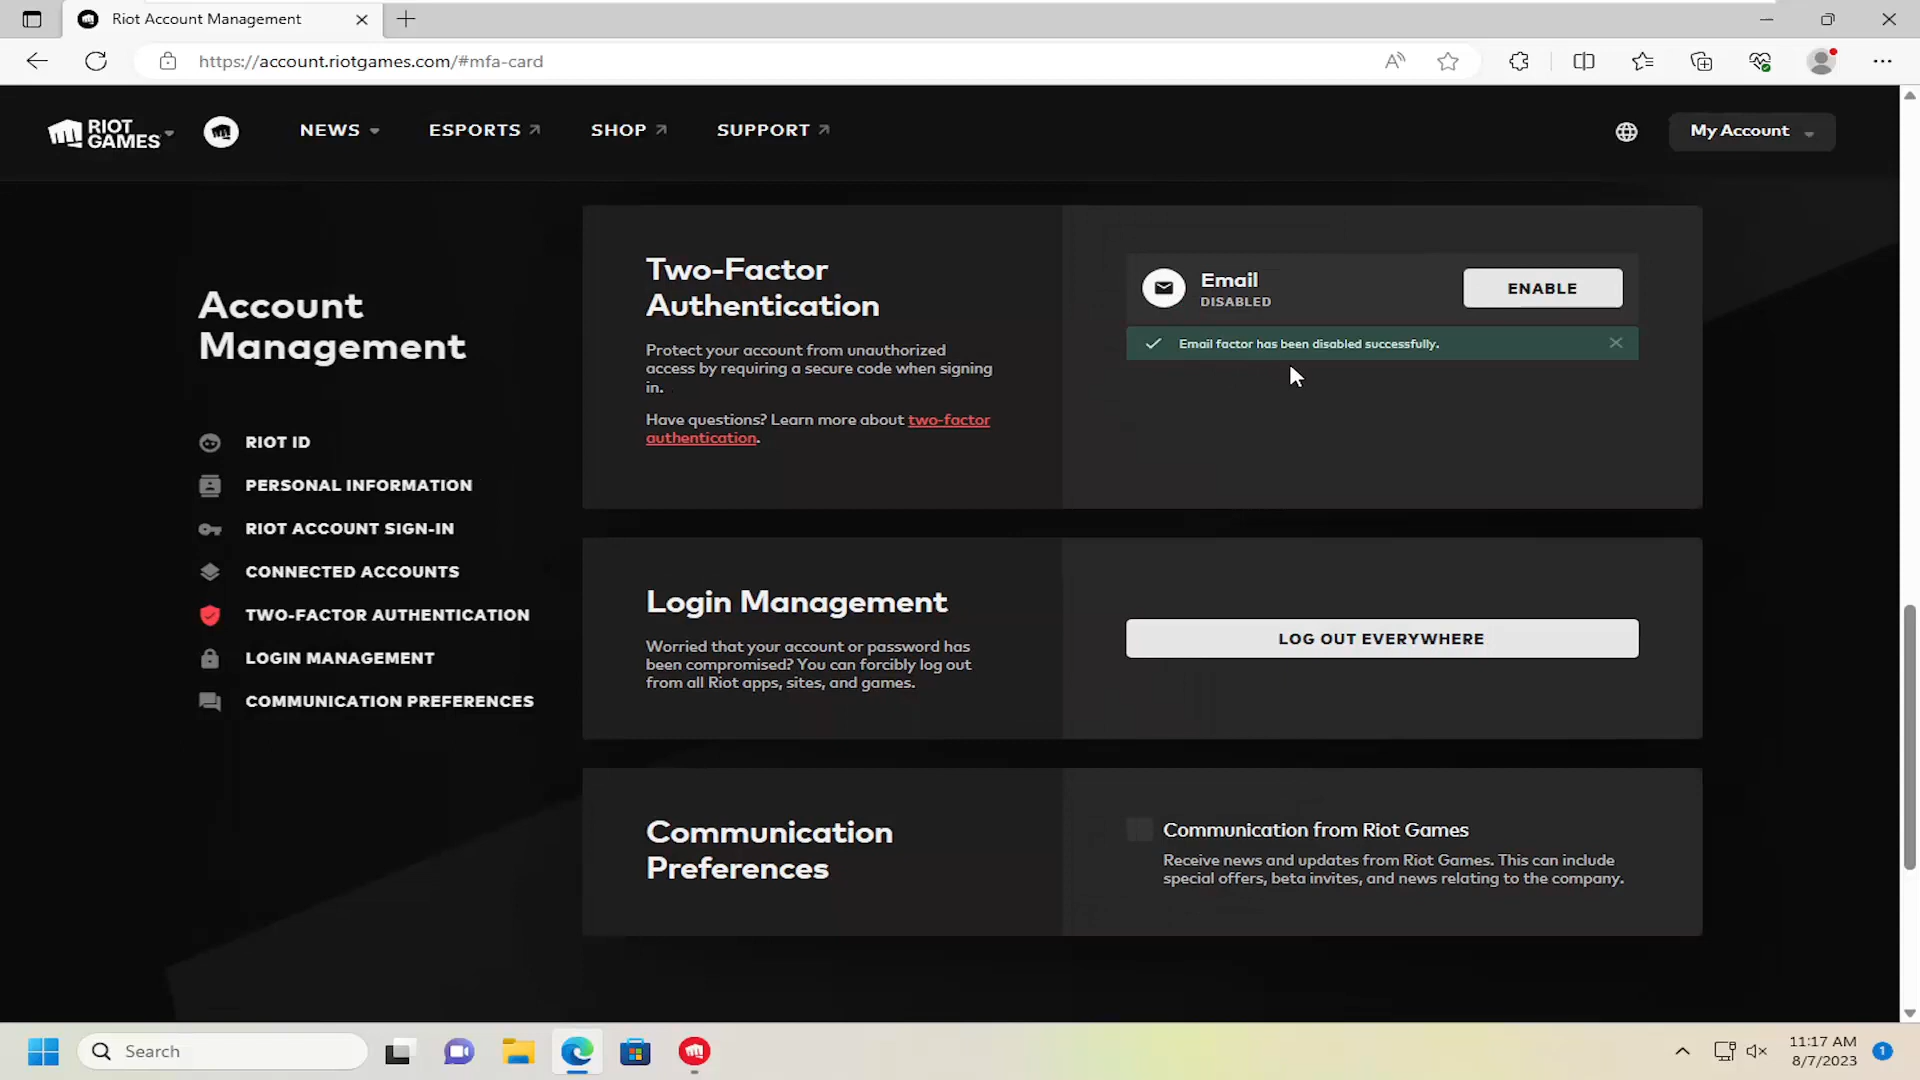 Riot Account Management
https://account.riotgames.com/#mfa-card
RIOT
GAMES
NEWS
ESPORTS
SHOP
SUPPORT
My Account
Account
Management
RIOT ID
PERSONAL INFORMATION
RIOT ACCOUNT SIGN-IN
CONNECTED ACCOUNTS
TWO-FACTOR AUTHENTICATION
LOGIN MANAGEMENT
COMMUNICATION PREFERENCES
Two-Factor
Authentication
Protect your account from unauthorized
access by requiring a secure code when signing
in.
Have questions? Learn more about two-factor
authentication.
Email
DISABLED
ENABLE
Email factor has been disabled successfully.
Login Management
Worried that your account or password has
been compromised? You can forcibly log out
from all Riot apps, sites, and games.
LOG OUT EVERYWHERE
Communication
Preferences
Communication from Riot Games
Receive news and updates from Riot Games. This can include
special offers, beta invites, and news relating to the company.
Search
11:17 AM
8/7/2023
1